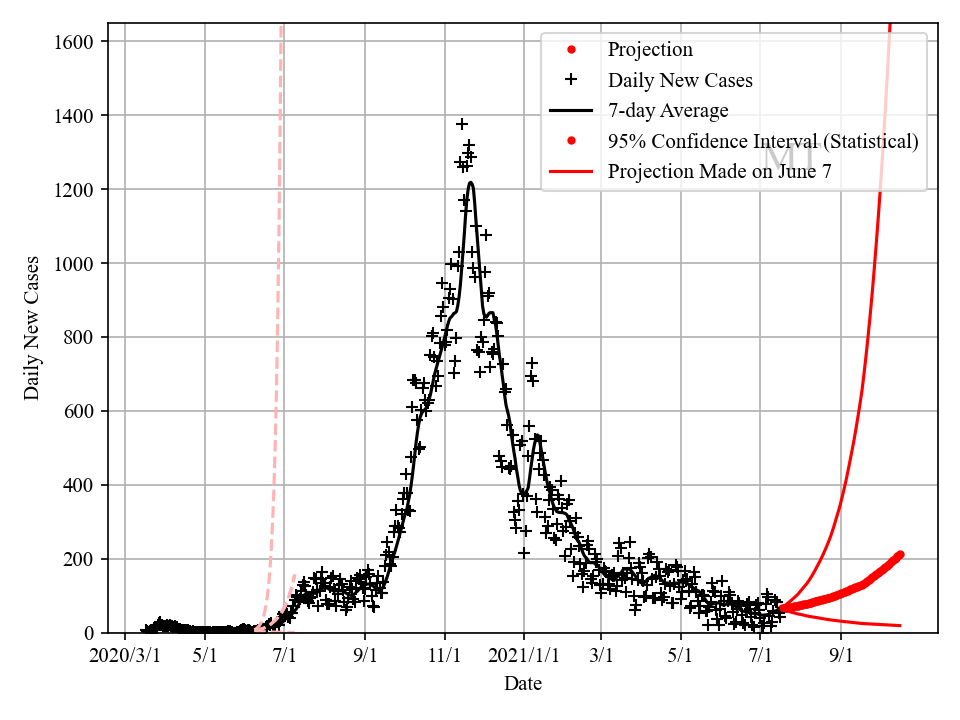 1600
1400
1200
1000
800
600
400
200
0
Daily New Cases
Projection
Daily New Cases
7-day Average
95% Confidence Interval (Statistical)
Projection Made on June 7
MT
2020/3/1 5/1 7/1 9/1 11/1 2021/1/1 3/1 5/1 7/1 9/1
Date